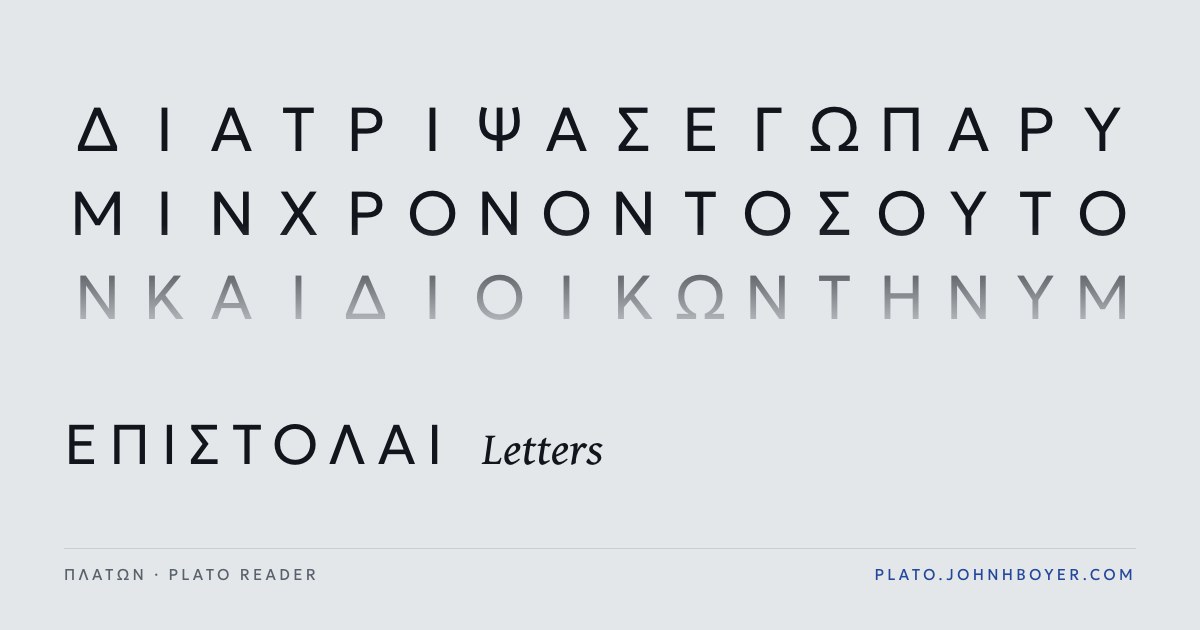 ΔΙΑΤΡΙΨΑΣΕΓΩΠΑΡΥ
ΜΙΝΧΡΟΝΟΝΤΟΣΟΥΤΟ
ΝΚΑΙΔΙΟΙΚΩΝΤΗΝΥΜ
ΕΠΙΣΤΟΛΑΙ Letters
ΠΛΑΤΩΝ · PLATO READER
PLATO.JOHNHBOYER.COM